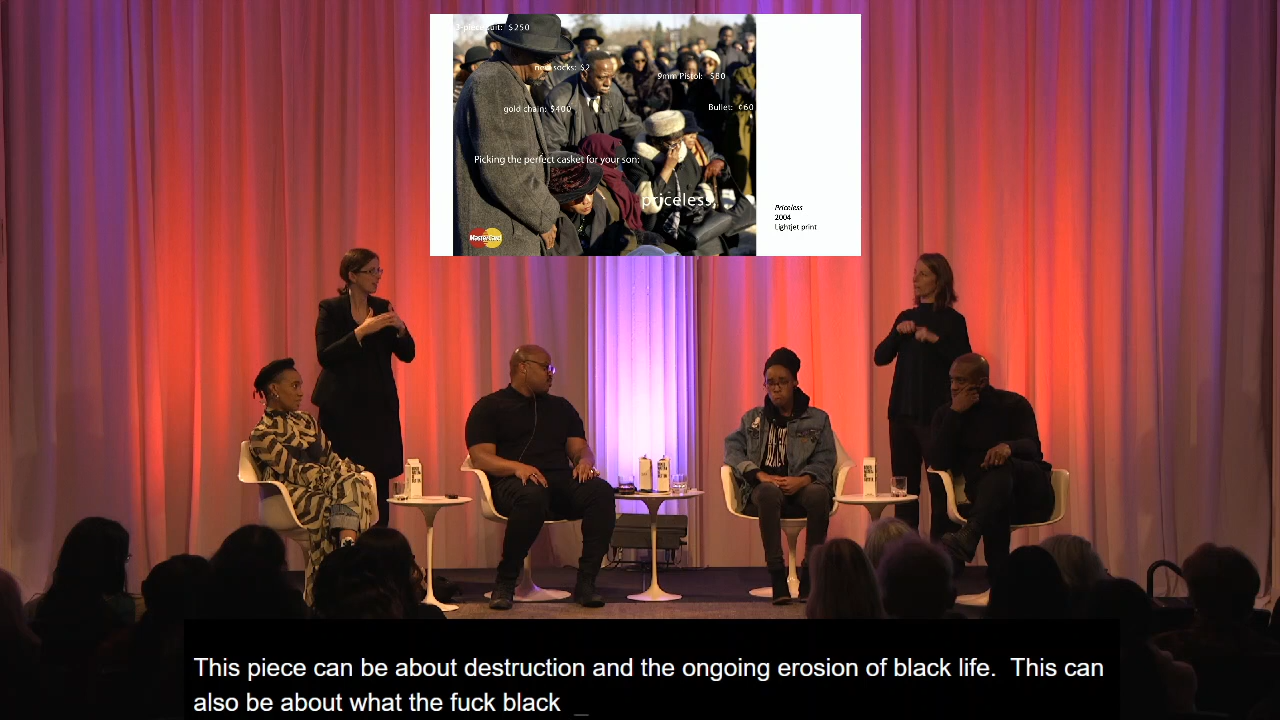 3-piece suit: $250
new socks: $2
9mm Pistol: $80
gold chain: $400
Bullet: ¢60
Picking the perfect casket for your son:
priceless.
MasterCard
Priceless
2004
Lightjet print
This piece can be about destruction and the ongoing erosion of black life. This can
also be about what the fuck black _